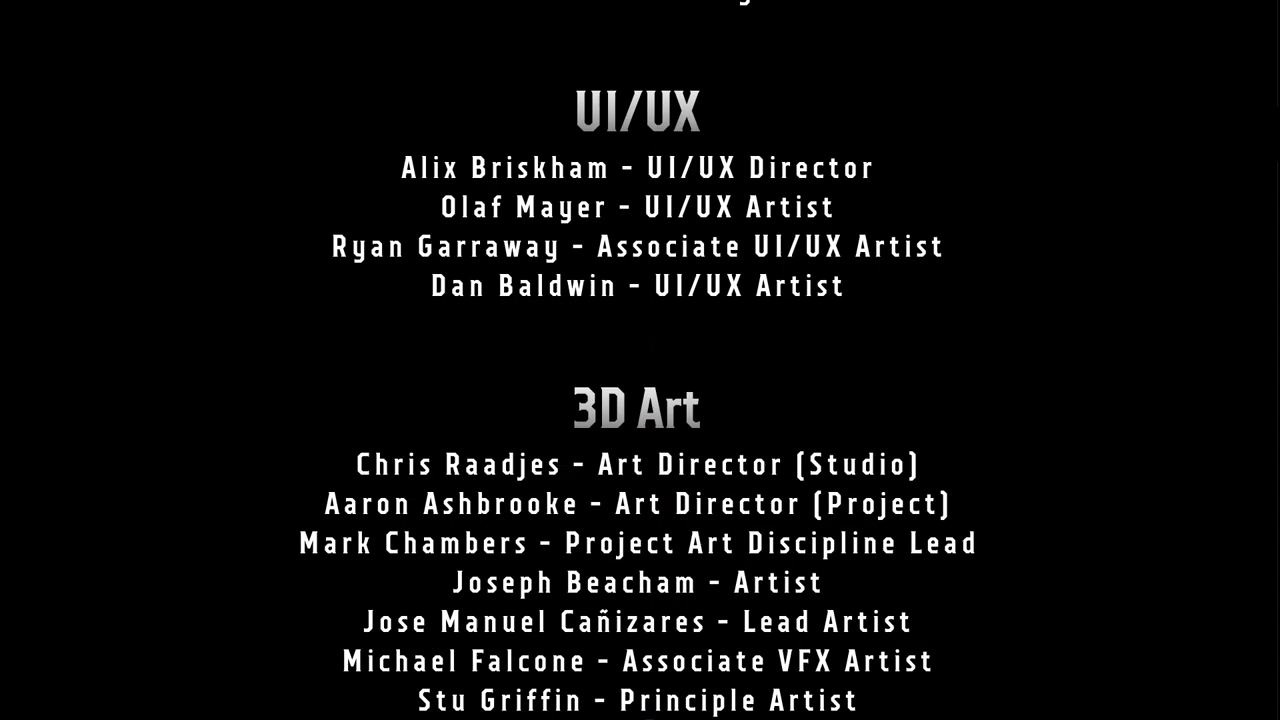 UI/UX
Alix Briskham - UI/UX Director
Olaf Mayer - UI/UX Artist
Ryan Garraway - Associate UI/UX Artist
Dan Baldwin - UI/UX Artist
3D Art
Chris Raadjes - Art Director (Studio)
Aaron Ashbrooke - Art Director (Project)
Mark Chambers - Project Art Discipline Lead
Joseph Beacham - Artist
Jose Manuel Cañizares - Lead Artist
Michael Falcone - Associate VFX Artist
Stu Griffin - Principle Artist